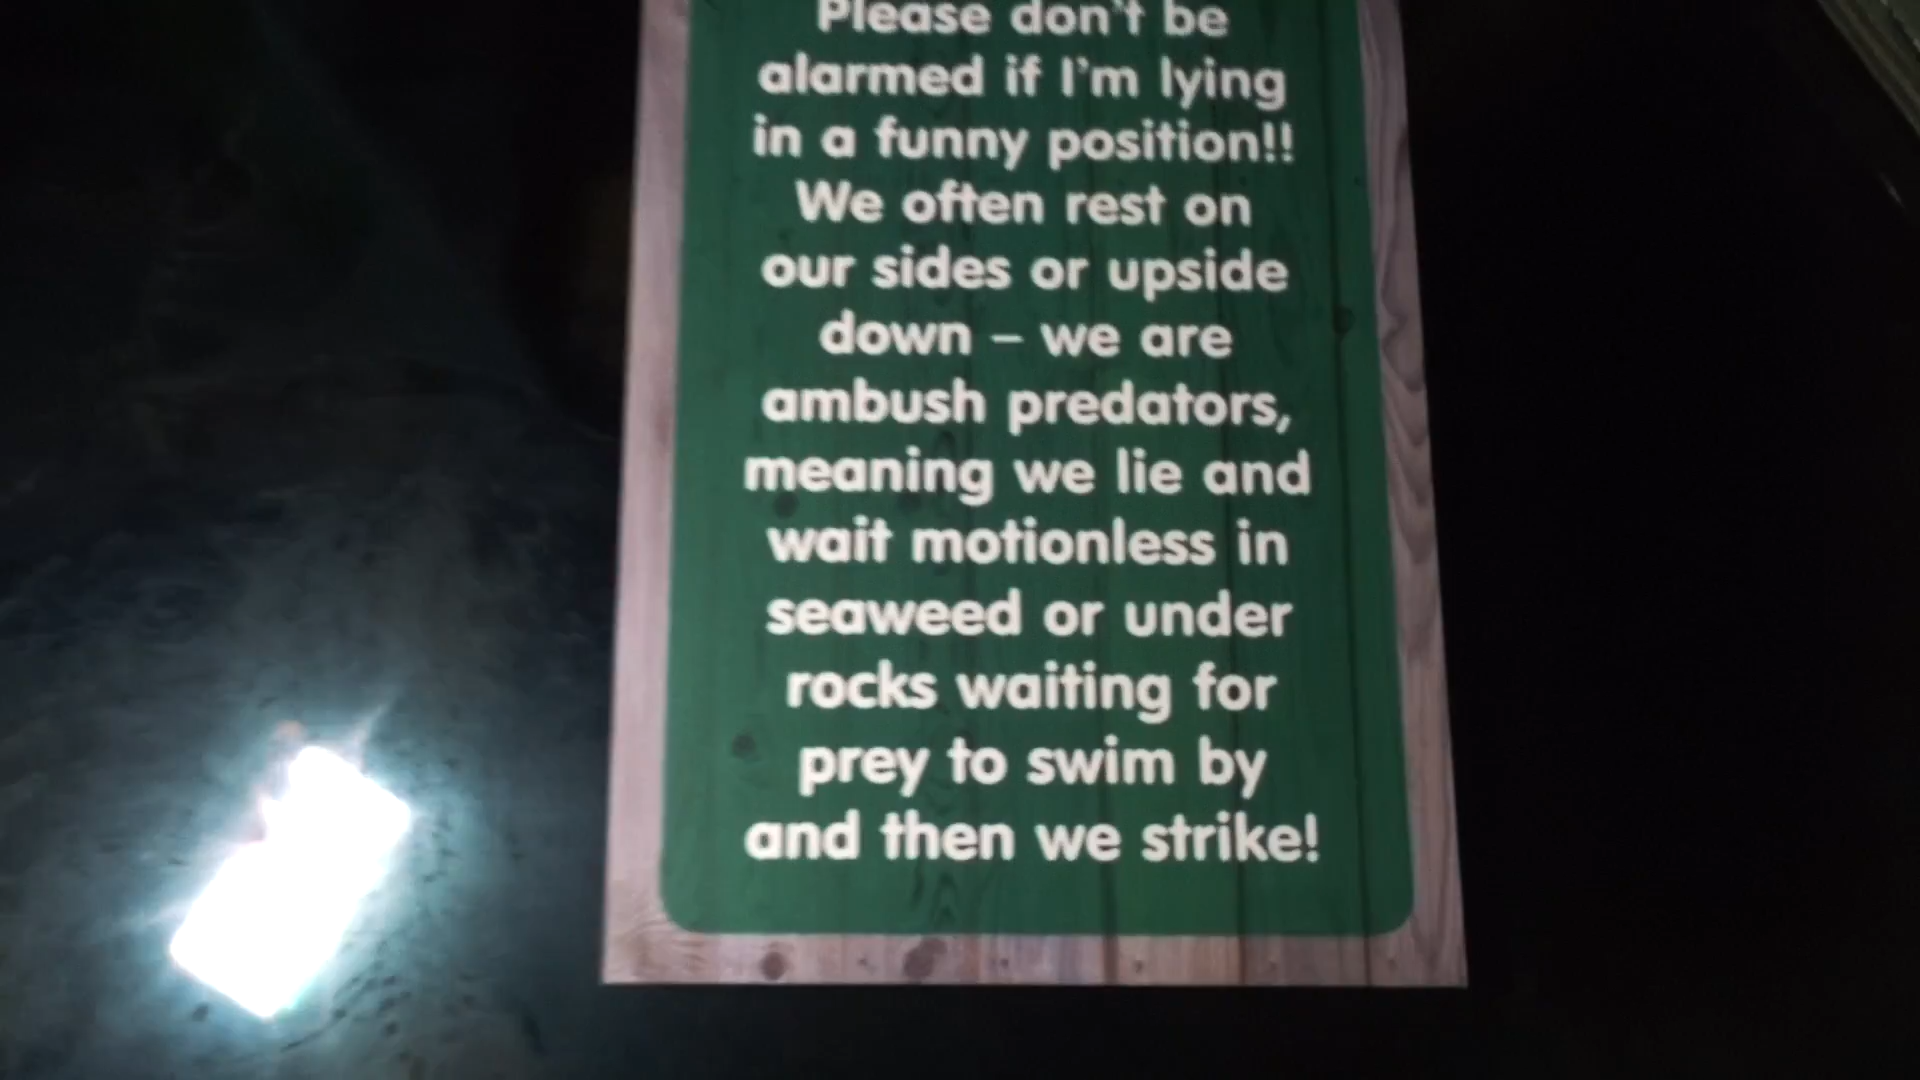 Please don't be
alarmed if I'm lying
in a funny position!!
We often rest on
our sides or upside
down – we are
ambush predators,
meaning we lie and
wait motionless in
seaweed or under
rocks waiting for
prey to swim by
and then we strike!